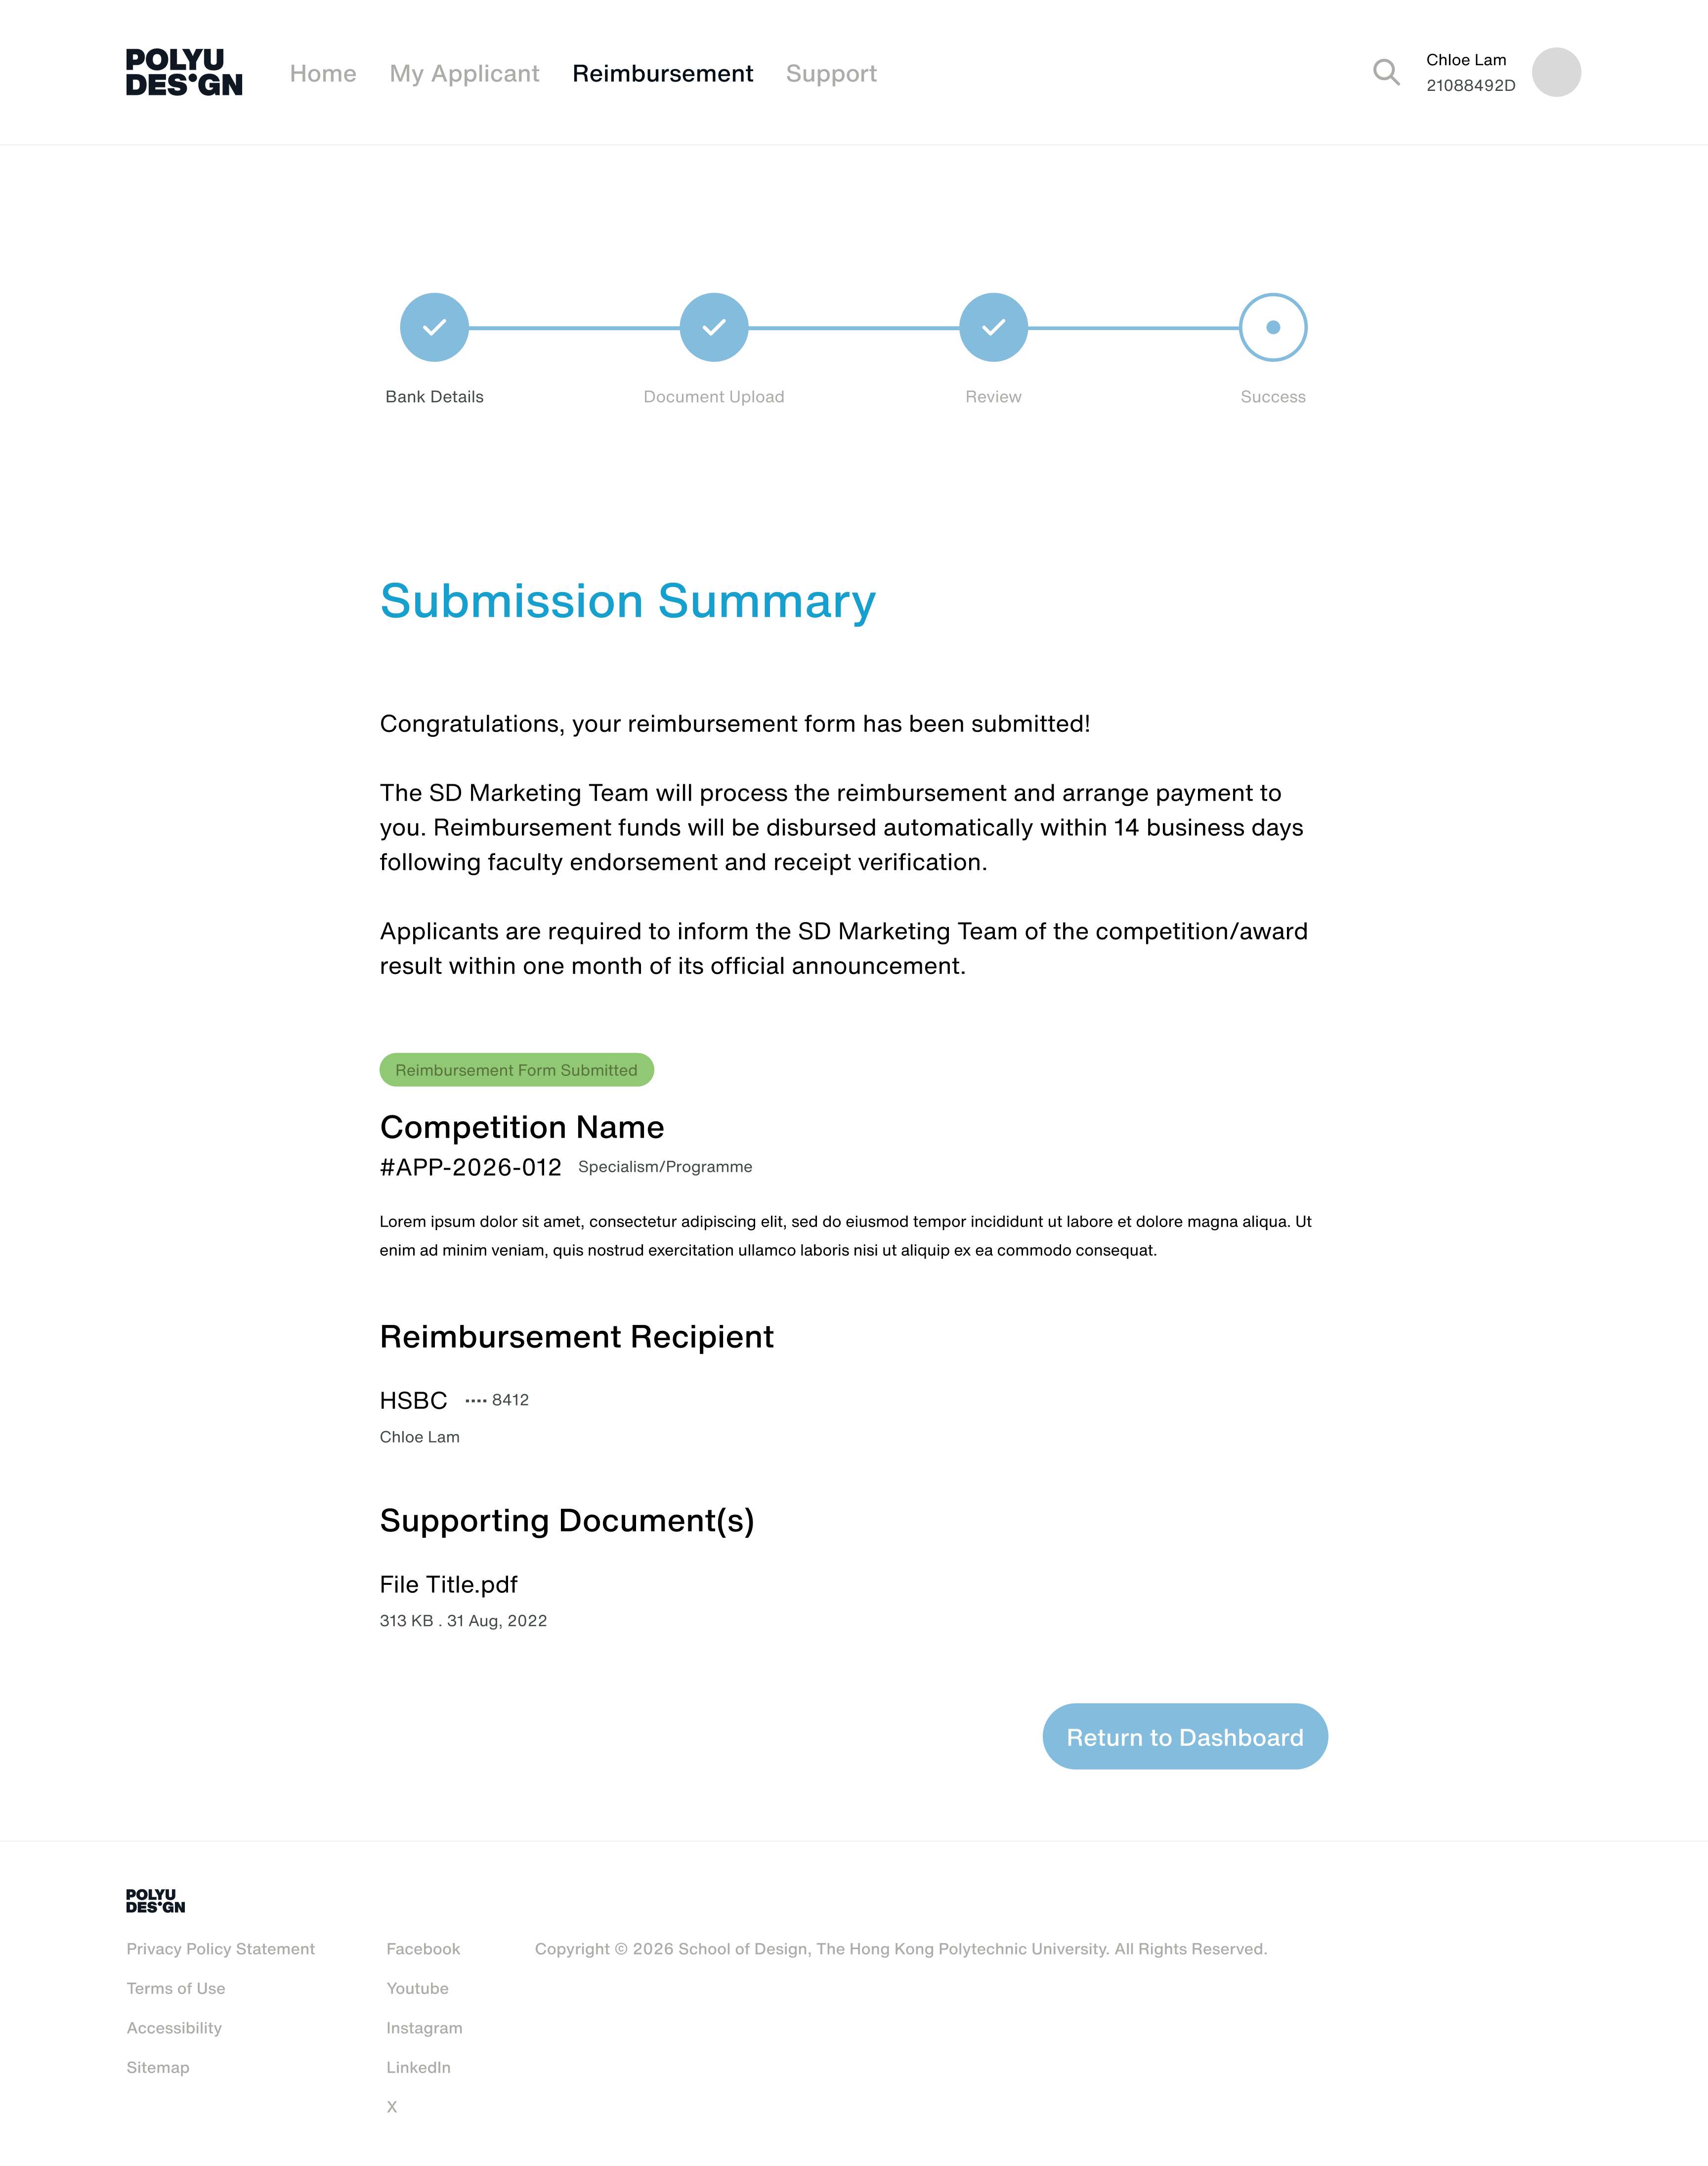 POLYU
DES•GN
Home
My Applicant
Reimbursement
Support
Chloe Lam
21088492D
Bank Details
Document Upload
Review
Success
Submission Summary
Congratulations, your reimbursement form has been submitted!
The SD Marketing Team will process the reimbursement and arrange payment to
you. Reimbursement funds will be disbursed automatically within 14 business days
following faculty endorsement and receipt verification.
Applicants are required to inform the SD Marketing Team of the competition/award
result within one month of its official announcement.
Reimbursement Form Submitted
Competition Name
#APP-2026-012 Specialism/Programme
Lorem ipsum dolor sit amet, consectetur adipiscing elit, sed do eiusmod tempor incididunt ut labore et dolore magna aliqua. Ut
enim ad minim veniam, quis nostrud exercitation ullamco laboris nisi ut aliquip ex ea commodo consequat.
Reimbursement Recipient
HSBC ···· 8412
Chloe Lam
Supporting Document(s)
File Title.pdf
313 KB . 31 Aug, 2022
Return to Dashboard
POLYU
DES•GN
Privacy Policy Statement
Terms of Use
Accessibility
Sitemap
Facebook
Youtube
Instagram
LinkedIn
X
Copyright © 2026 School of Design, The Hong Kong Polytechnic University. All Rights Reserved.